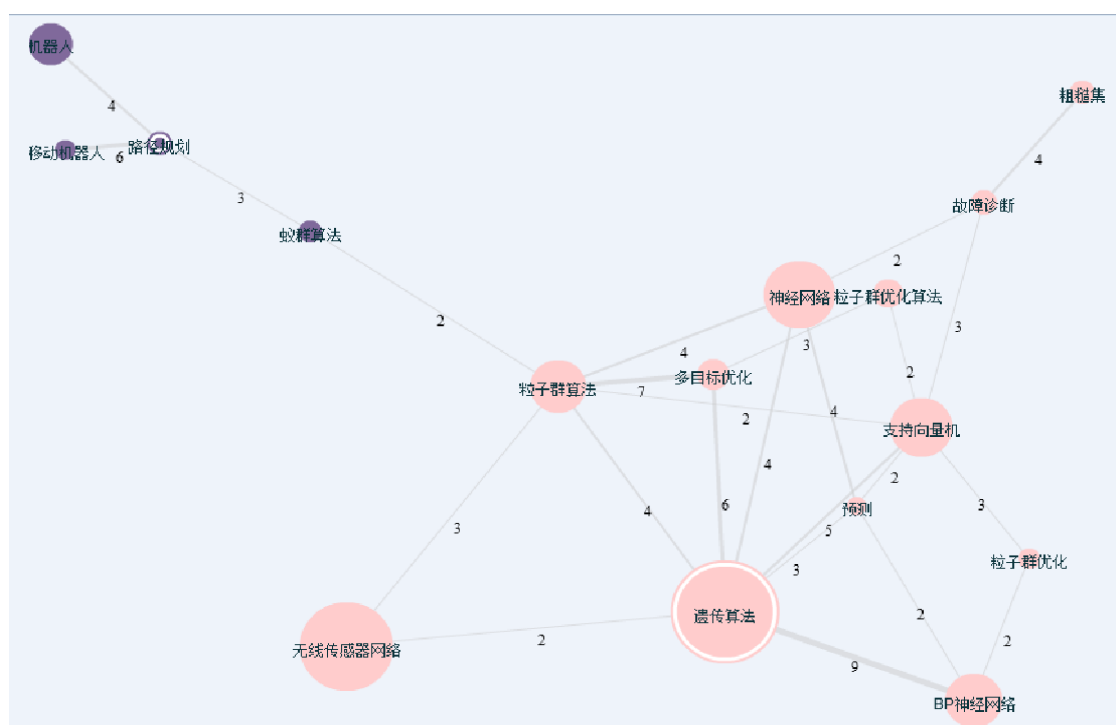 机器人
粗糙集
4
移动机器人
6
路径规划
4
3
故障诊断
蚁群算法
2
神经网络
粒子群优化算法
2
3
4
3
粒子群算法
7
多目标优化
2
2
4
支持向量机
4
2
6
4
预测
3
3
5
3
粒子群优化
遗传算法
2
2
无线传感器网络
2
9
BP神经网络